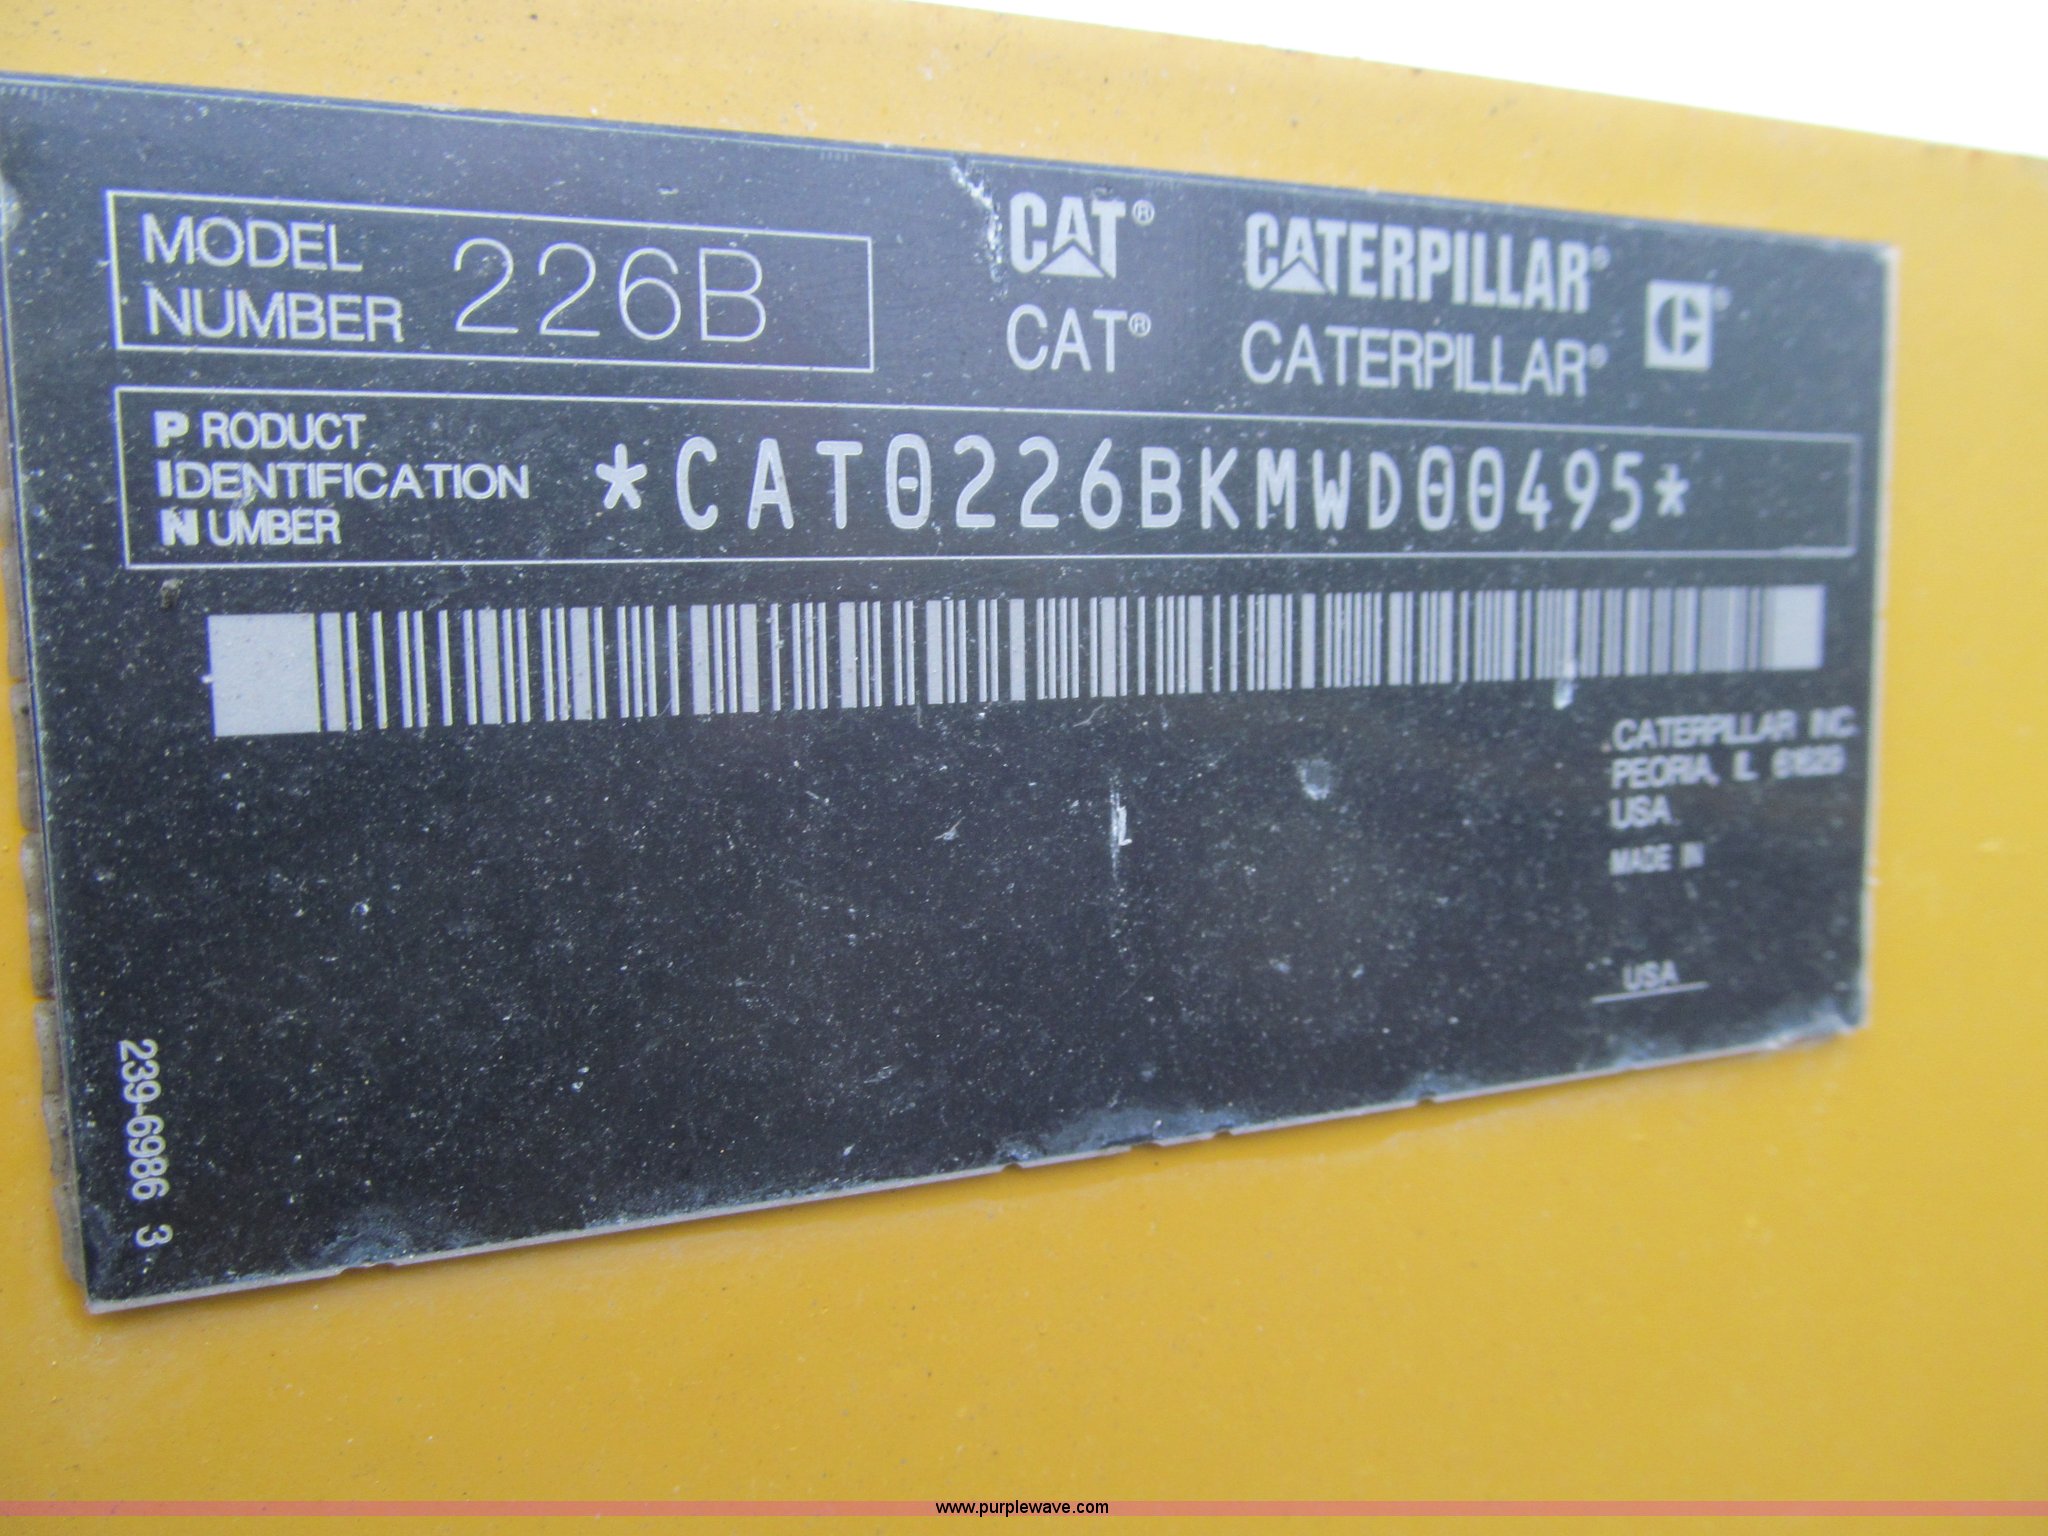 MODEL
NUMBER 226B
CAT® CATERPILLAR®
CAT® CATERPILLAR®
PRODUCT
IDENTIFICATION
NUMBER
*CAT0226BKMWD00495*
CATERPILLAR INC.
PEORIA, IL 61629
USA
MADE IN
USA
239-6986 3
www.purplewave.com